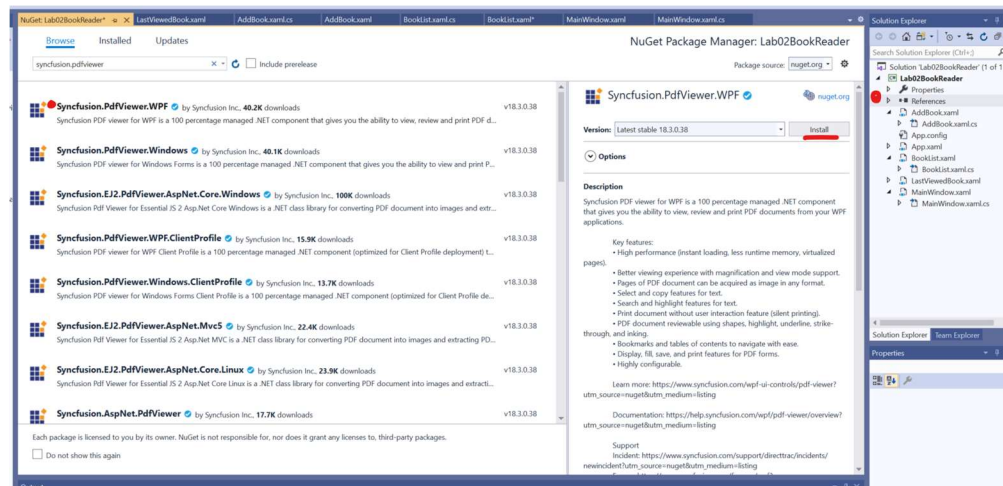 NuGet: Lab02BookReader*
LastViewedBook.xaml
AddBook.xaml.cs
AddBook.xaml
BookList.xaml.cs
BookList.xaml*
MainWindow.xaml
MainWindow.xaml.cs
Browse
Installed
Updates
NuGet Package Manager: Lab02BookReader
syncfusion.pdfviewer
Include prerelease
Package source: nuget.org
Syncfusion.PdfViewer.WPF by Syncfusion Inc., 40.2K downloads
v18.3.0.38
Syncfusion PDF viewer for WPF is a 100 percentage managed .NET component that gives you the ability to view, review and print PDF d...
Syncfusion.PdfViewer.Windows by Syncfusion Inc., 40.1K downloads
v18.3.0.38
Syncfusion PDF viewer for Windows Forms is a 100 percentage managed .NET component that gives you the ability to view and print P...
Syncfusion.EJ2.PdfViewer.AspNet.Core.Windows by Syncfusion Inc., 100K downloads
v18.3.0.38
Syncfusion Pdf Viewer for Essential JS 2 Asp.Net Core Windows is a .NET class library for converting PDF document into images and extr...
Syncfusion.PdfViewer.WPF.ClientProfile by Syncfusion Inc., 15.9K downloads
v18.3.0.38
Syncfusion PDF viewer for WPF Client Profile is a 100 percentage managed .NET component (optimized for Client Profile deployment) t...
Syncfusion.PdfViewer.Windows.ClientProfile by Syncfusion Inc., 13.7K downloads
v18.3.0.38
Syncfusion PDF viewer for Windows Forms Client Profile is a 100 percentage managed .NET component (optimized for Client Profile de...
Syncfusion.EJ2.PdfViewer.AspNet.Mvc5 by Syncfusion Inc., 22.4K downloads
v18.3.0.38
Syncfusion Pdf Viewer for Essential JS 2 Asp.Net MVC is a .NET class library for converting PDF document into images and extracting PD...
Syncfusion.EJ2.PdfViewer.AspNet.Core.Linux by Syncfusion Inc., 23.9K downloads
v18.3.0.38
Syncfusion Pdf Viewer for Essential JS 2 Asp.Net Core Linux is a .NET class library for converting PDF document into images and extracti...
Syncfusion.AspNet.PdfViewer by Syncfusion Inc., 17.7K downloads
v18.3.0.38
Each package is licensed to you by its owner. NuGet is not responsible for, nor does it grant any licenses to, third-party packages.
Do not show this again
Syncfusion.PdfViewer.WPF
nuget.org
Version: Latest stable 18.3.0.38
Install
Options
Description
Syncfusion PDF viewer for WPF is a 100 percentage managed .NET component
that gives you the ability to view, review and print PDF documents from your WPF
applications.
Key features:
• High performance (instant loading, less runtime memory, virtualized
pages).
• Better viewing experience with magnification and view mode support.
• Pages of PDF document can be acquired as image in any format.
• Select and copy features for text.
• Search and highlight features for text.
• Print document without user interaction feature (silent printing).
• PDF document reviewable using shapes, highlight, underline, strike-
through, and inking.
• Bookmarks and tables of contents to navigate with ease.
• Display, fill, save, and print features for PDF forms.
• Highly configurable.
Learn more: https://www.syncfusion.com/wpf-ui-controls/pdf-viewer?
utm_source=nuget&utm_medium=listing
Documentation: https://help.syncfusion.com/wpf/pdf-viewer/overview?
utm_source=nuget&utm_medium=listing
Support
Incident: https://www.syncfusion.com/support/directtrac/incidents/
newincident?utm_source=nuget&utm_medium=listing
Solution Explorer
Search Solution Explorer (Ctrl+;)
Solution 'Lab02BookReader' (1 of 1
Lab02BookReader
Properties
References
AddBook.xaml
AddBook.xaml.cs
App.config
App.xaml
BookList.xaml
BookList.xaml.cs
LastViewedBook.xaml
MainWindow.xaml
MainWindow.xaml.cs
Solution Explorer
Team Explorer
Properties